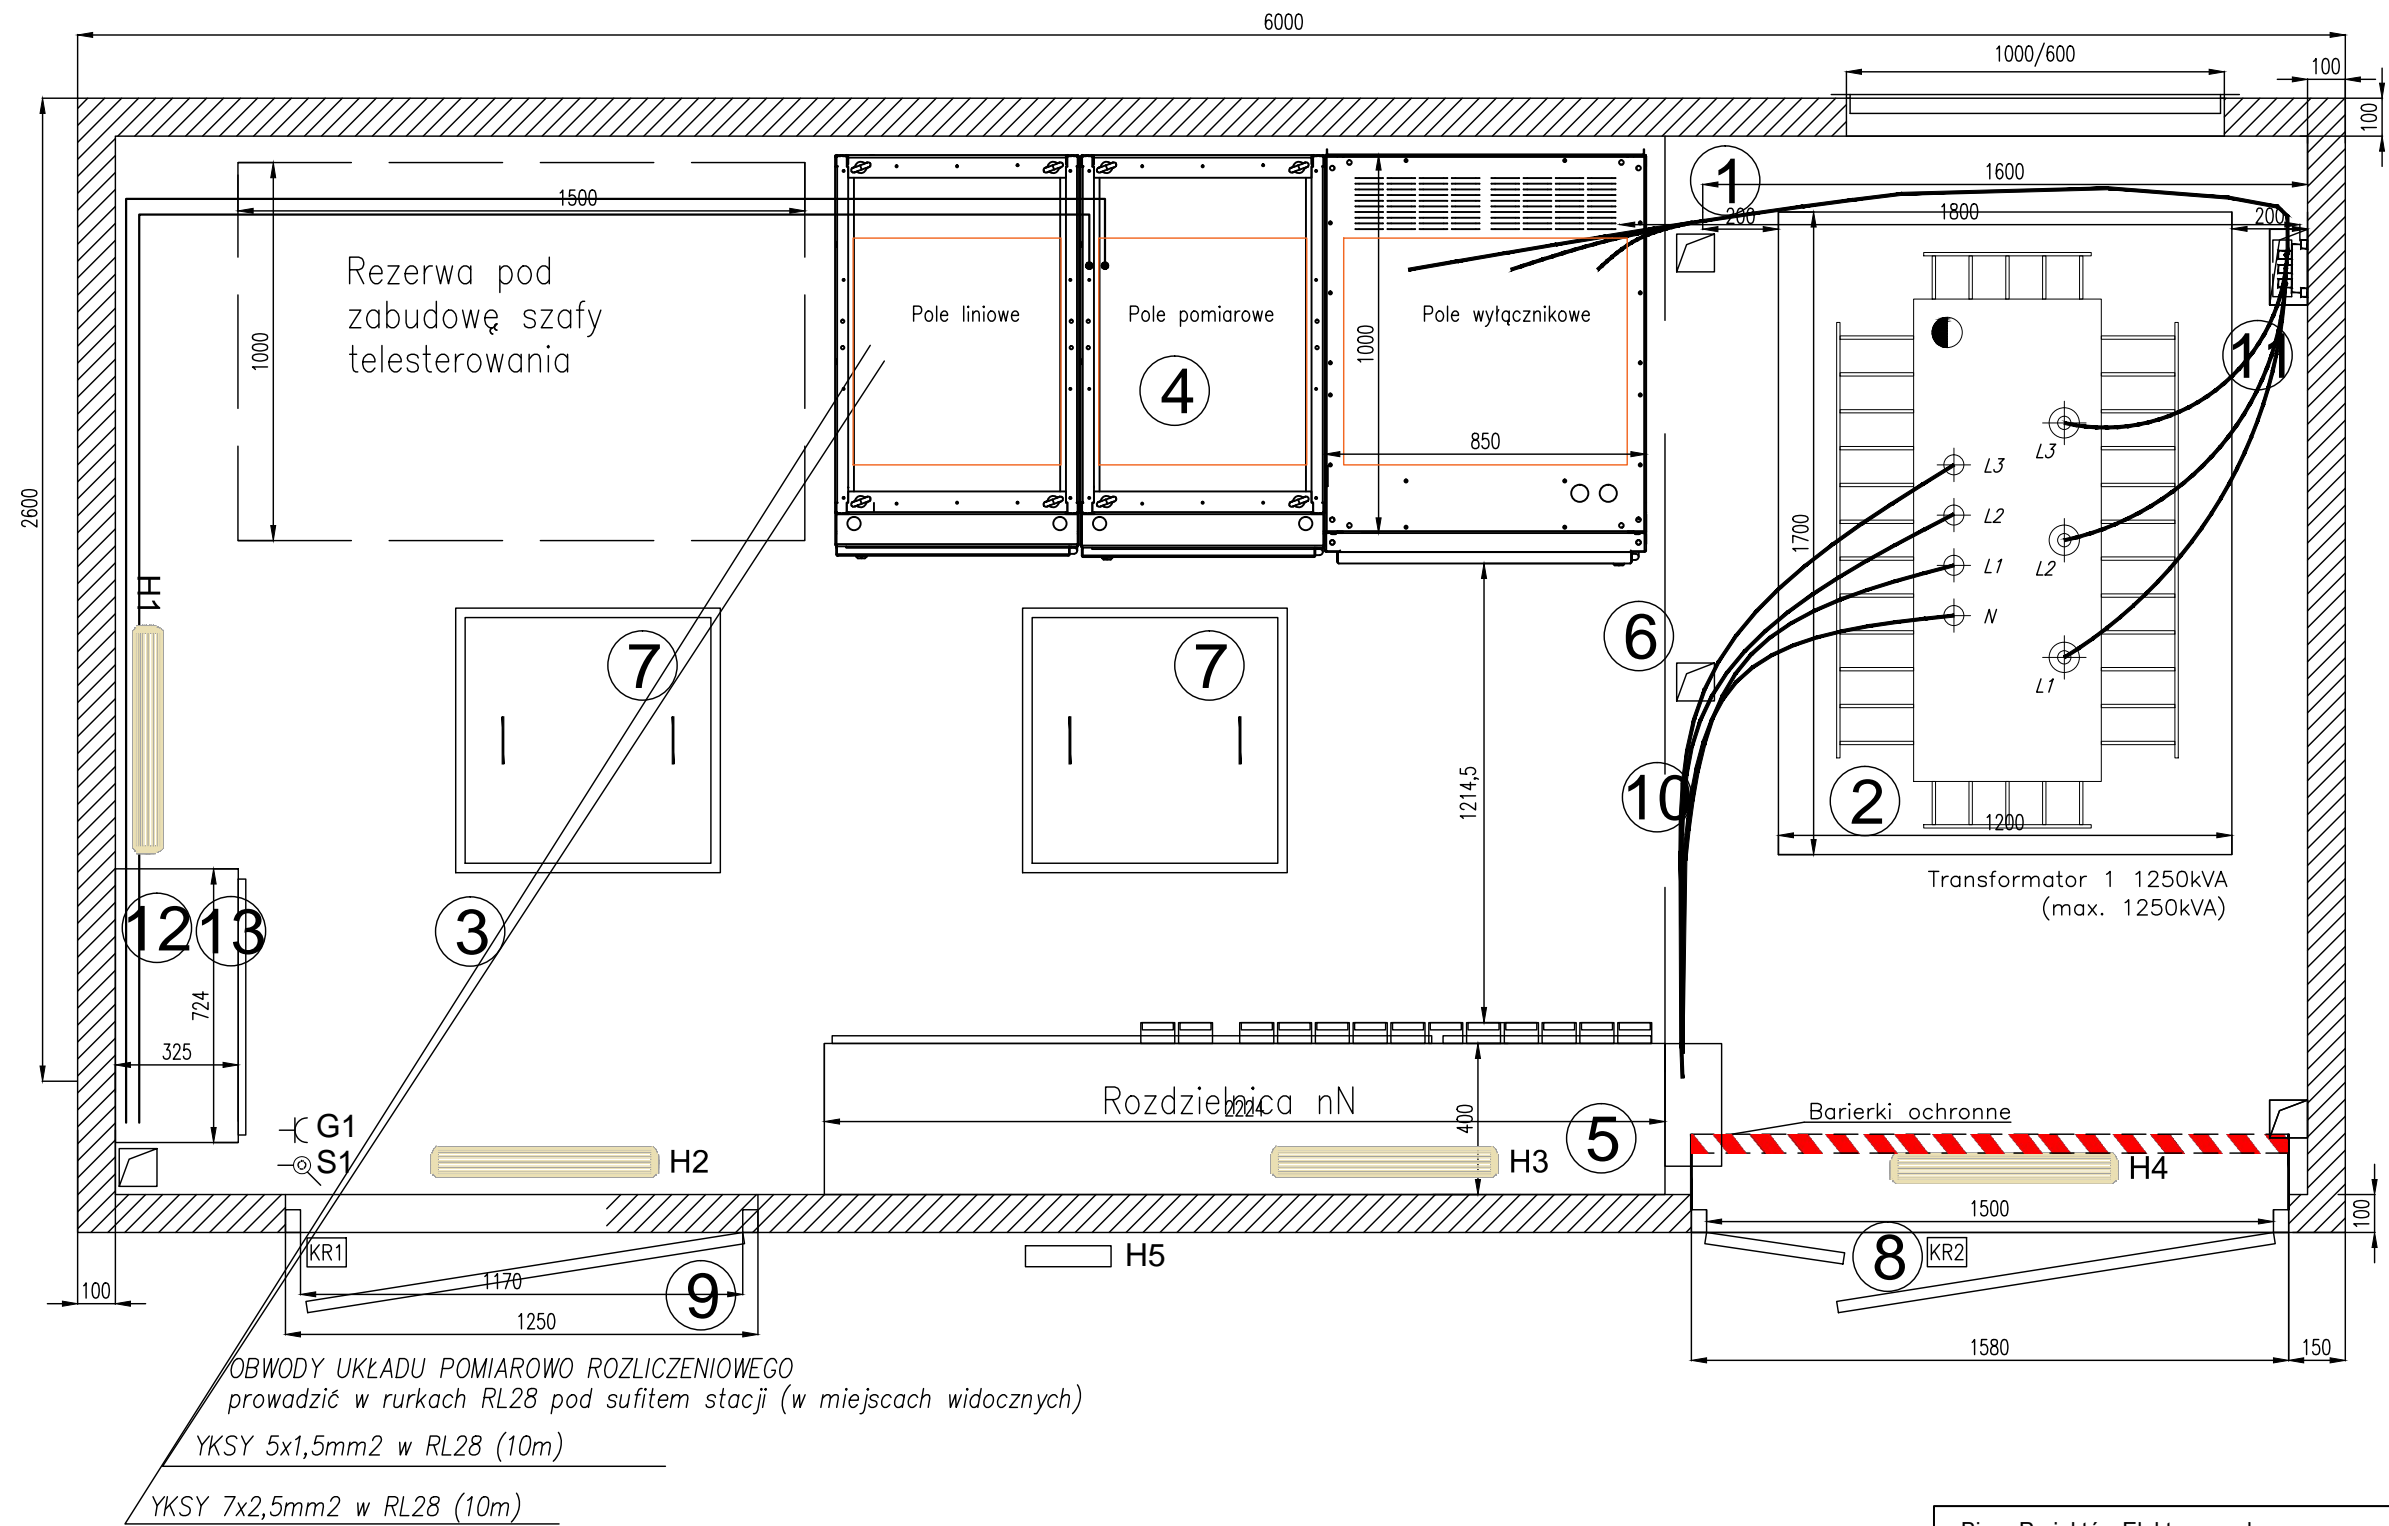 6000
1000/600
100
100
1600
1
1500
200
1800
200
Rezerwa pod
zabudowę szafy
telesterowania
1000
Pole liniowe
Pole pomiarowe
Pole wyłącznikowe
1000
4
850
11
L3
L3
L2
L2
L1
L1
N
2600
1700
H1
7
7
6
10
1214,5
2
1200
Transformator 1 1250kVA
(max. 1250kVA)
12
13
3
724
325
Rozdzielnica nN
2224
400
5
Barierki ochronne
G1
S1
H2
H3
H4
1500
100
KR1
H5
8
KR2
1170
9
100
1250
1580
150
OBWODY UKŁADU POMIAROWO ROZLICZENIOWEGO
prowadzić w rurkach RL28 pod sufitem stacji (w miejscach widocznych)
YKSY 5x1,5mm2 w RL28 (10m)
YKSY 7x2,5mm2 w RL28 (10m)